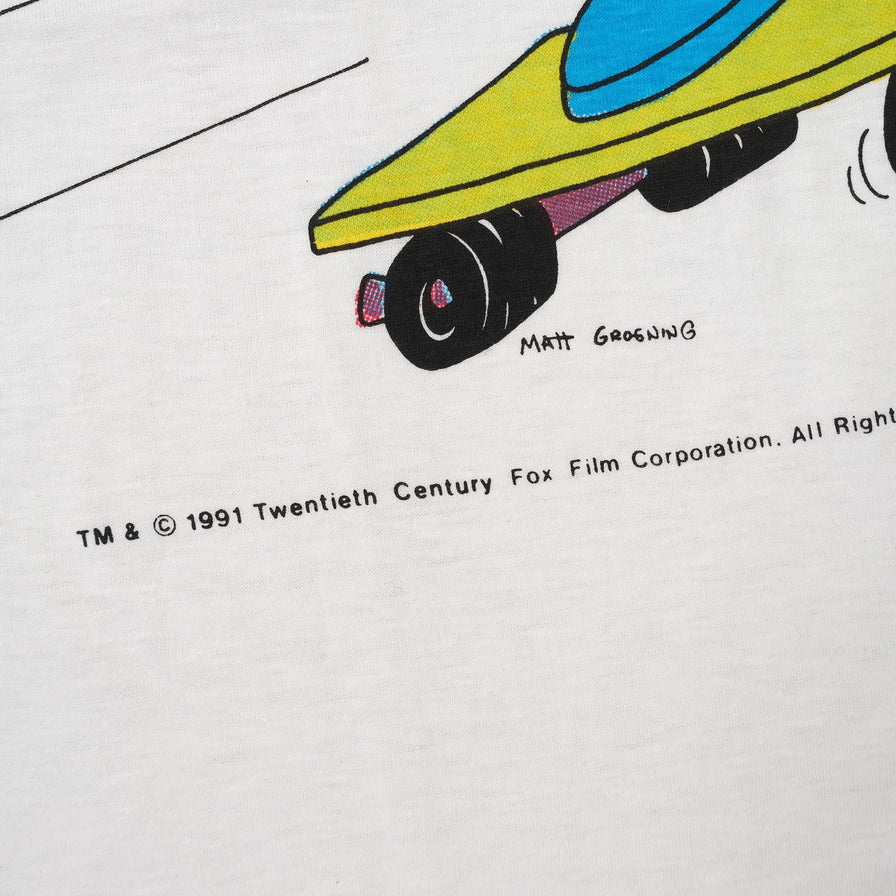 MATT GROENING
TM & © 1991 Twentieth Century Fox Film Corporation. All Right